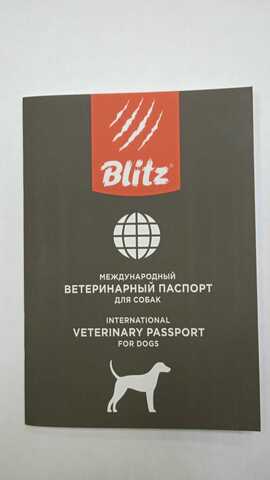 Blitz®
МЕЖДУНАРОДНЫЙ
ВЕТЕРИНАРНЫЙ ПАСПОРТ
ДЛЯ СОБАК
INTERNATIONAL
VETERINARY PASSPORT
FOR DOGS